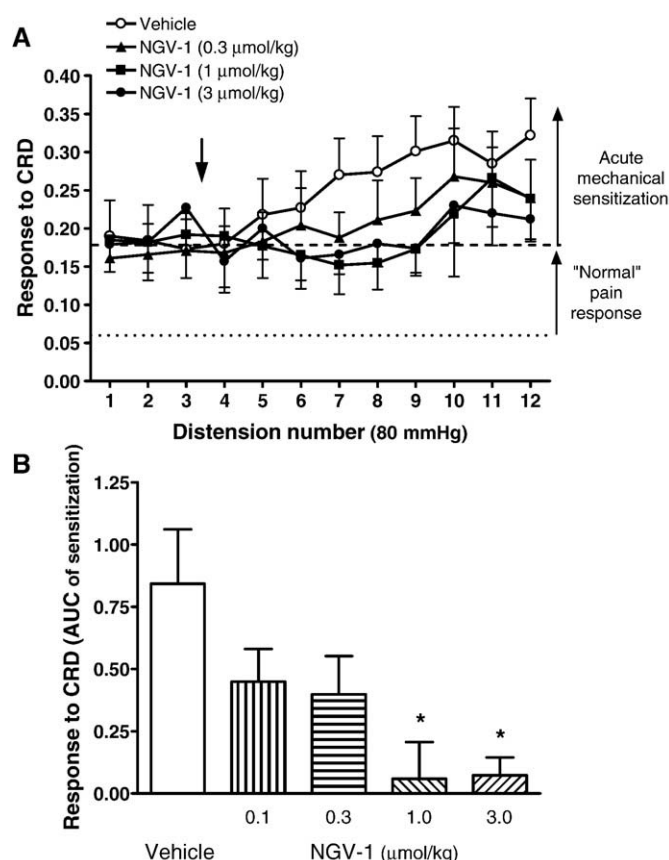 A
Vehicle
NGV-1 (0.3 μmol/kg)
NGV-1 (1 μmol/kg)
NGV-1 (3 μmol/kg)
Response to CRD
0.40
0.35
0.30
0.25
0.20
0.15
0.10
0.05
0.00
1 2 3 4 5 6 7 8 9 10 11 12
Distension number (80 mmHg)
Acute
mechanical
sensitization
"Normal"
pain
response
B
Response to CRD (AUC of sensitization)
1.25
1.00
0.75
0.50
0.25
0.00
* *
0.1 0.3 1.0 3.0
Vehicle NGV-1 (μmol/kg)